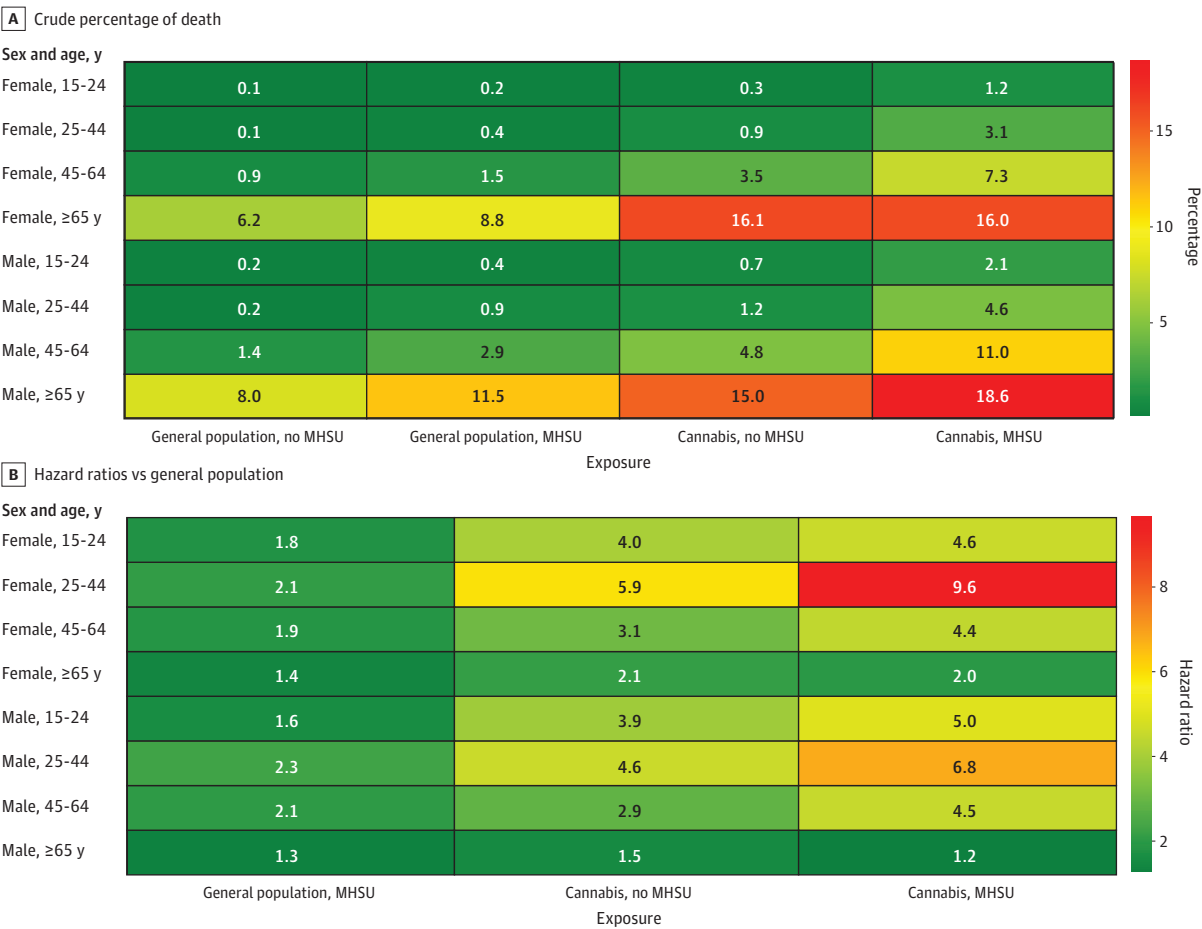 A Crude percentage of death
Sex and age, y
Female, 15-24 0.1 0.2 0.3 1.2
Female, 25-44 0.1 0.4 0.9 3.1
Female, 45-64 0.9 1.5 3.5 7.3
Female, ≥65 y 6.2 8.8 16.1 16.0
Male, 15-24 0.2 0.4 0.7 2.1
Male, 25-44 0.2 0.9 1.2 4.6
Male, 45-64 1.4 2.9 4.8 11.0
Male, ≥65 y 8.0 11.5 15.0 18.6
15
10
5
Percentage
General population, no MHSU General population, MHSU Cannabis, no MHSU Cannabis, MHSU
Exposure
B Hazard ratios vs general population
Sex and age, y
Female, 15-24 1.8 4.0 4.6
Female, 25-44 2.1 5.9 9.6
Female, 45-64 1.9 3.1 4.4
Female, ≥65 y 1.4 2.1 2.0
Male, 15-24 1.6 3.9 5.0
Male, 25-44 2.3 4.6 6.8
Male, 45-64 2.1 2.9 4.5
Male, ≥65 y 1.3 1.5 1.2
8
6
4
2
Hazard ratio
General population, MHSU Cannabis, no MHSU Cannabis, MHSU
Exposure